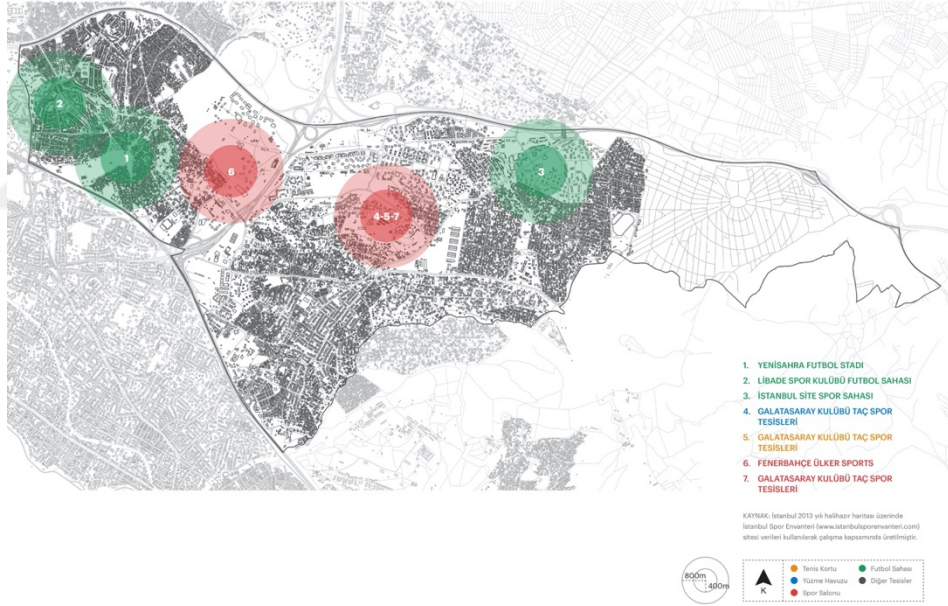 2
1
6
4-5-7
3
1. YENİSAHRA FUTBOL STADI
2. LİBADE SPOR KULÜBÜ FUTBOL SAHASI
3. İSTANBUL SİTE SPOR SAHASI
4. GALATASARAY KULÜBÜ TAÇ SPOR
TESİSLERİ
5. GALATASARAY KULÜBÜ TAÇ SPOR
TESİSLERİ
6. FENERBAHÇE ÜLKER SPORTS
7. GALATASARAY KULÜBÜ TAÇ SPOR
TESİSLERİ
KAYNAK: İstanbul 2013 yılı halihazır haritası üzerinde
İstanbul Spor Envanteri (www.istanbulsporenvanteri.com)
sitesi verileri kullanılarak çalışma kapsamında üretilmiştir.
800m
400m
K
Tenis Kortu
Futbol Sahası
Yüzme Havuzu
Diğer Tesisler
Spor Salonu